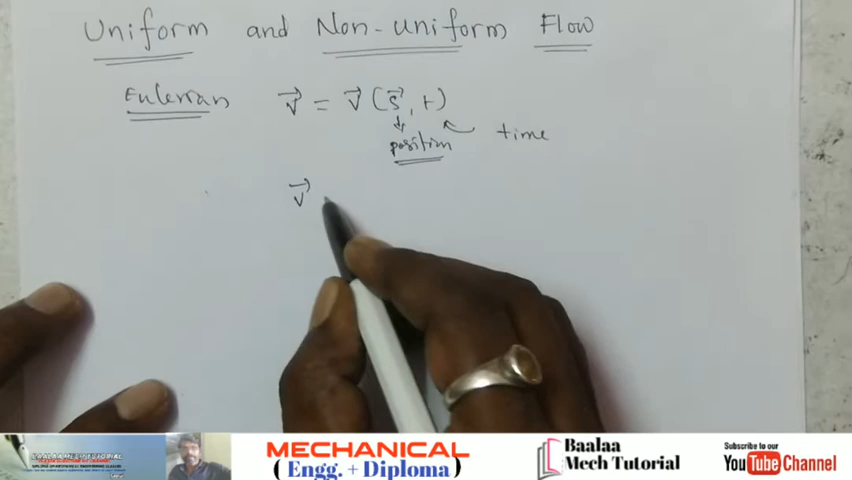 Uniform and Non-uniform Flow
Eulerian V = V (S, t)
position time
V
MECHANICAL
(Engg. + Diploma)
Baalaa
Mech Tutorial
Subscribe to our
YouTube Channel